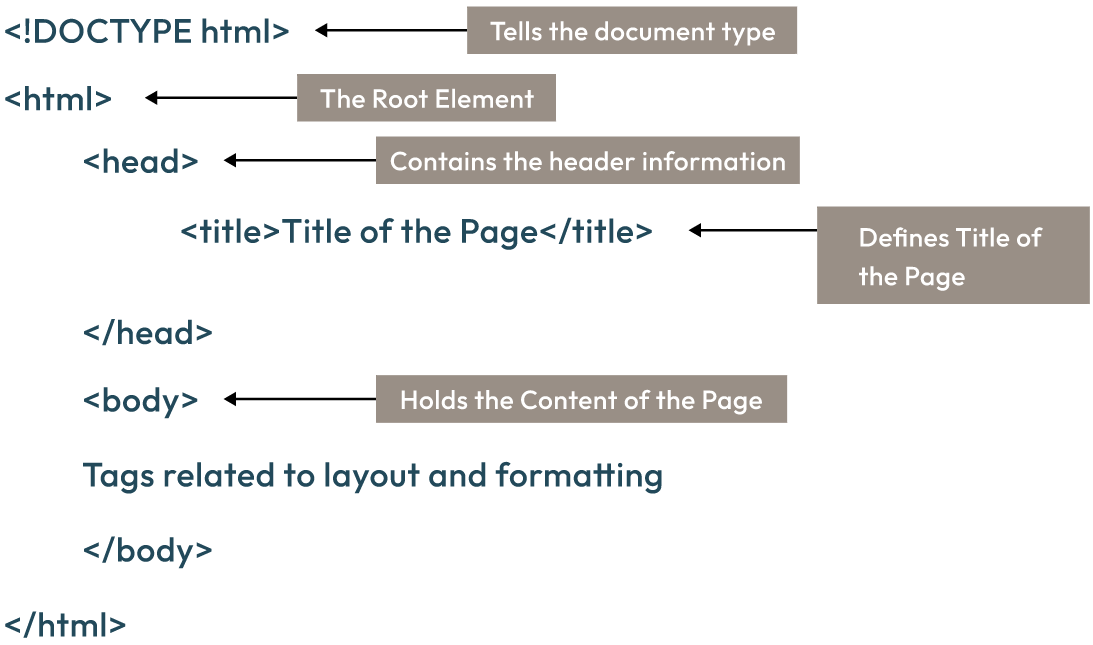 <!DOCTYPE html>
Tells the document type
<html>
The Root Element
<head>
Contains the header information
<title>Title of the Page</title>
Defines Title of
the Page
</head>
<body>
Holds the Content of the Page
Tags related to layout and formatting
</body>
</html>